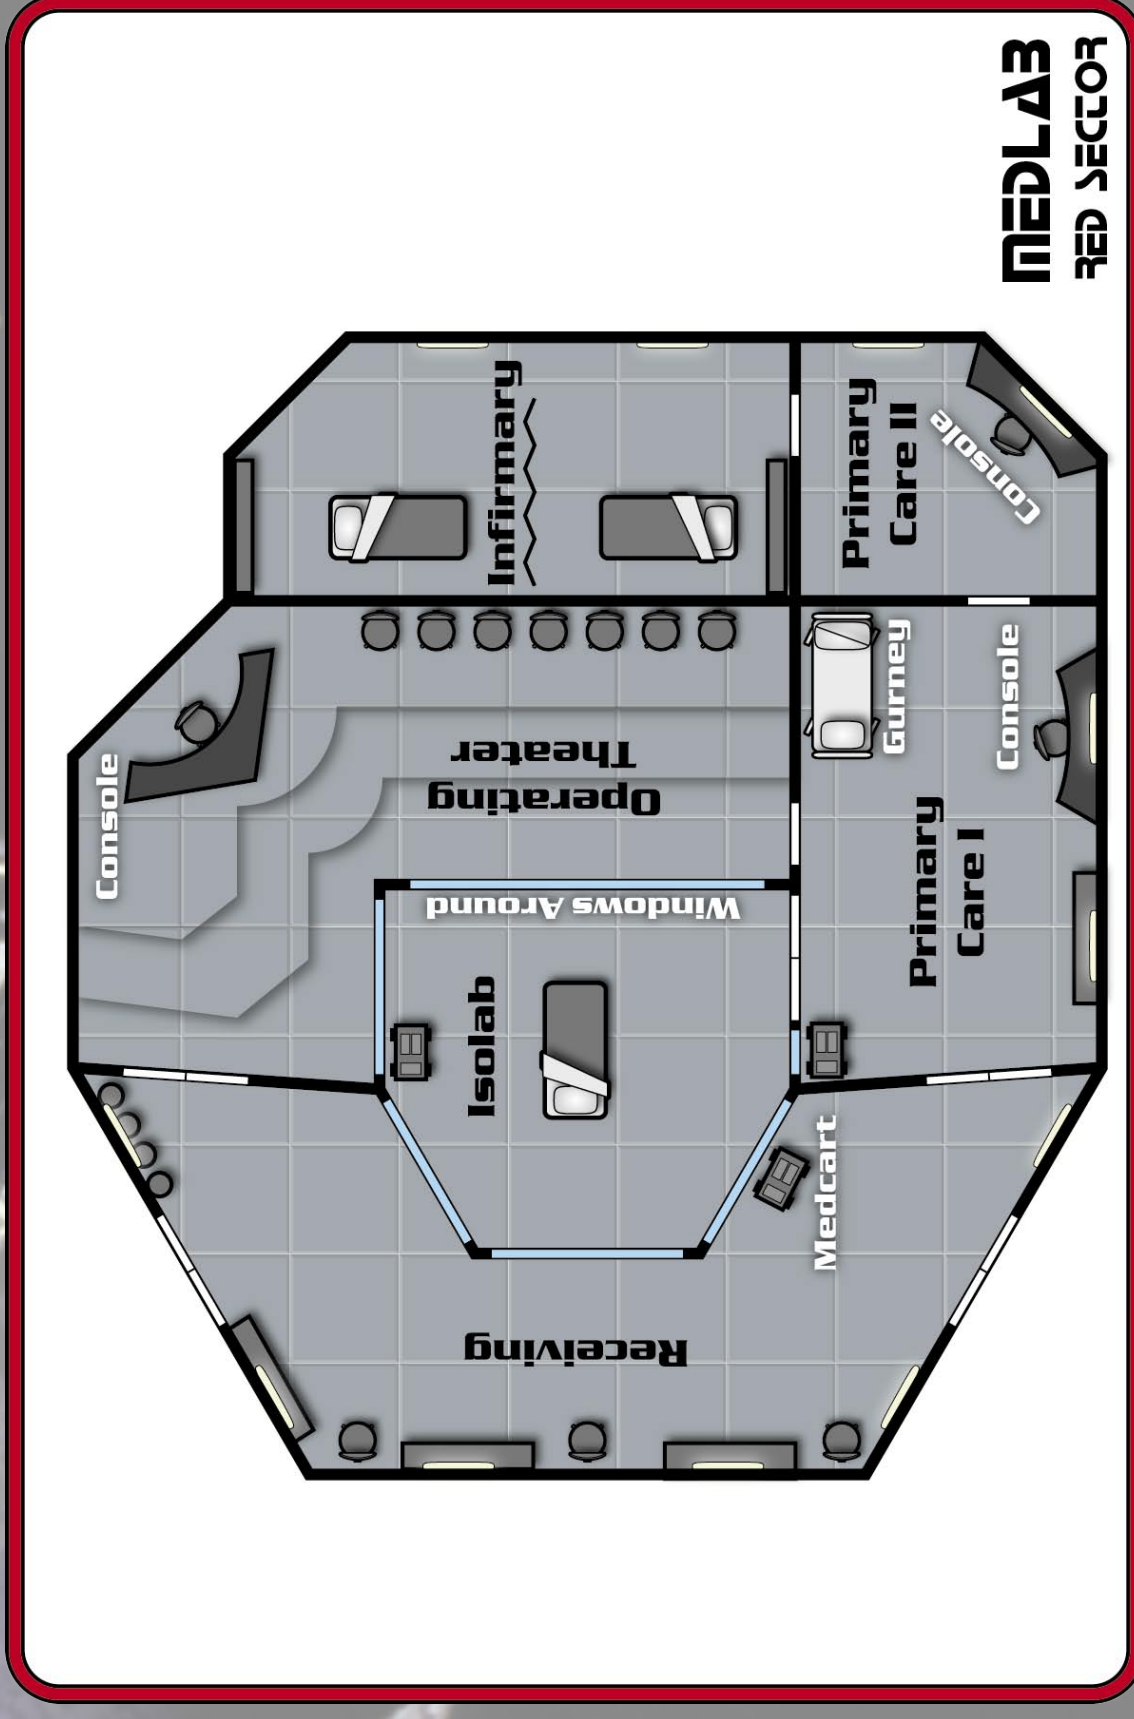 MEDLAB
RED SECTOR
Infirmary
Primary
Care II
Console
Console
Operating
Theater
Gurney
Console
Windows Around
Isolab
Primary
Care I
Medcart
Receiving